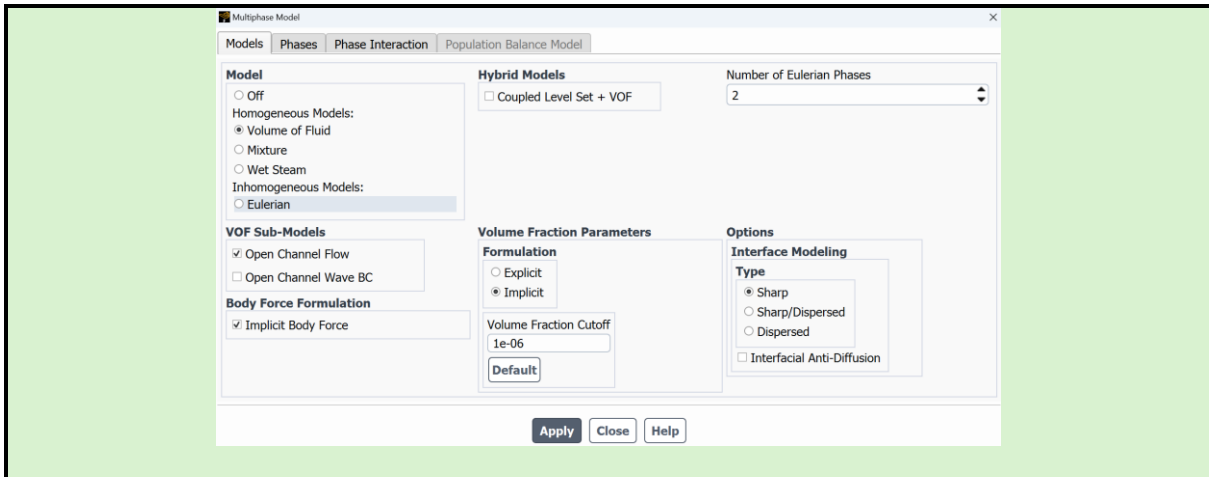 Multiphase Model
Models Phases Phase Interaction Population Balance Model
Model
Off
Homogeneous Models:
Volume of Fluid
Mixture
Wet Steam
Inhomogeneous Models:
Eulerian
Hybrid Models
Coupled Level Set + VOF
Number of Eulerian Phases
2
VOF Sub-Models
Open Channel Flow
Open Channel Wave BC
Body Force Formulation
Implicit Body Force
Volume Fraction Parameters
Formulation
Explicit
Implicit
Volume Fraction Cutoff
1e-06
Default
Options
Interface Modeling
Type
Sharp
Sharp/Dispersed
Dispersed
Interfacial Anti-Diffusion
Apply Close Help